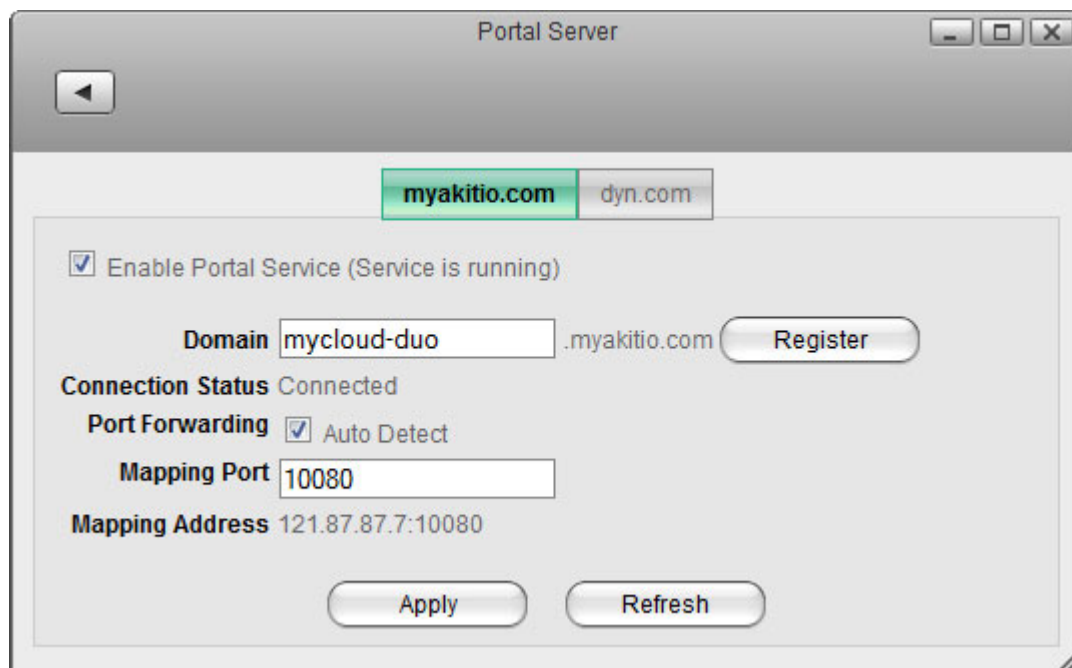 Portal Server
myakitio.com dyn.com
Enable Portal Service (Service is running)
Domain mycloud-duo .myakitio.com Register
Connection Status Connected
Port Forwarding Auto Detect
Mapping Port 10080
Mapping Address 121.87.87.7:10080
Apply Refresh